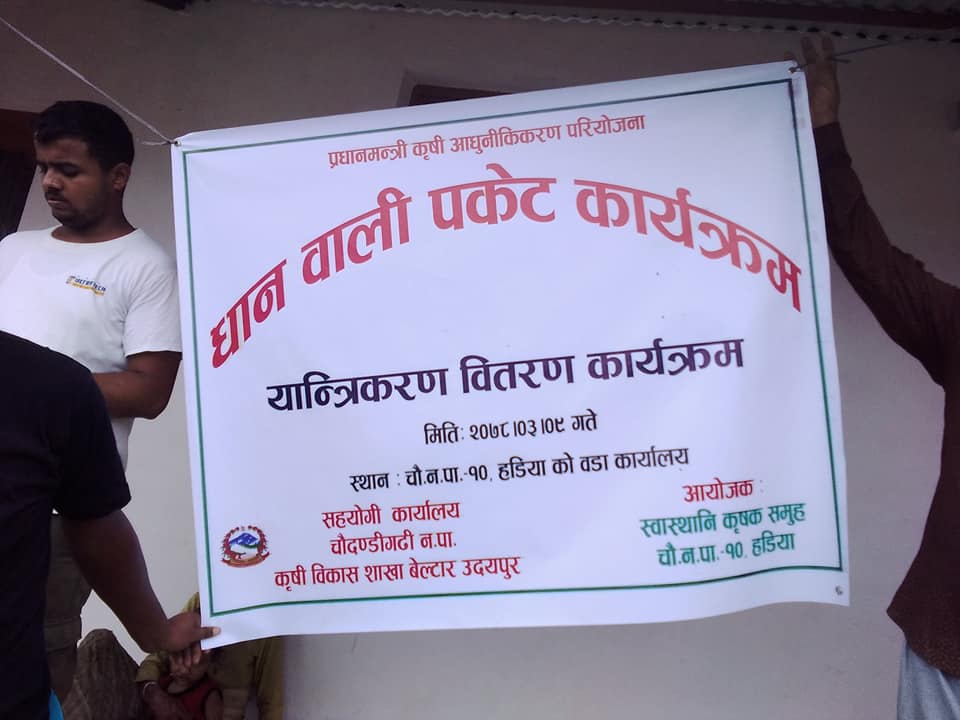 प्रधानमन्त्री कृषी आधुनीकिकरण परियोजना
धान वाली पकेट कार्यक्रम
यान्त्रिकरण वितरण कार्यक्रम
मिति: २०७८।०३।०९ गते
स्थान : चौ.न.पा.-१०, हडिया को वडा कार्यालय
सहयोगी कार्यालय
चौदण्डीगढी न.पा.
कृषी विकास शाखा बेल्टार उदयपुर
आयोजक :
स्वास्थानि कृषक समुह
चौ.न.पा.-१०, हडिया